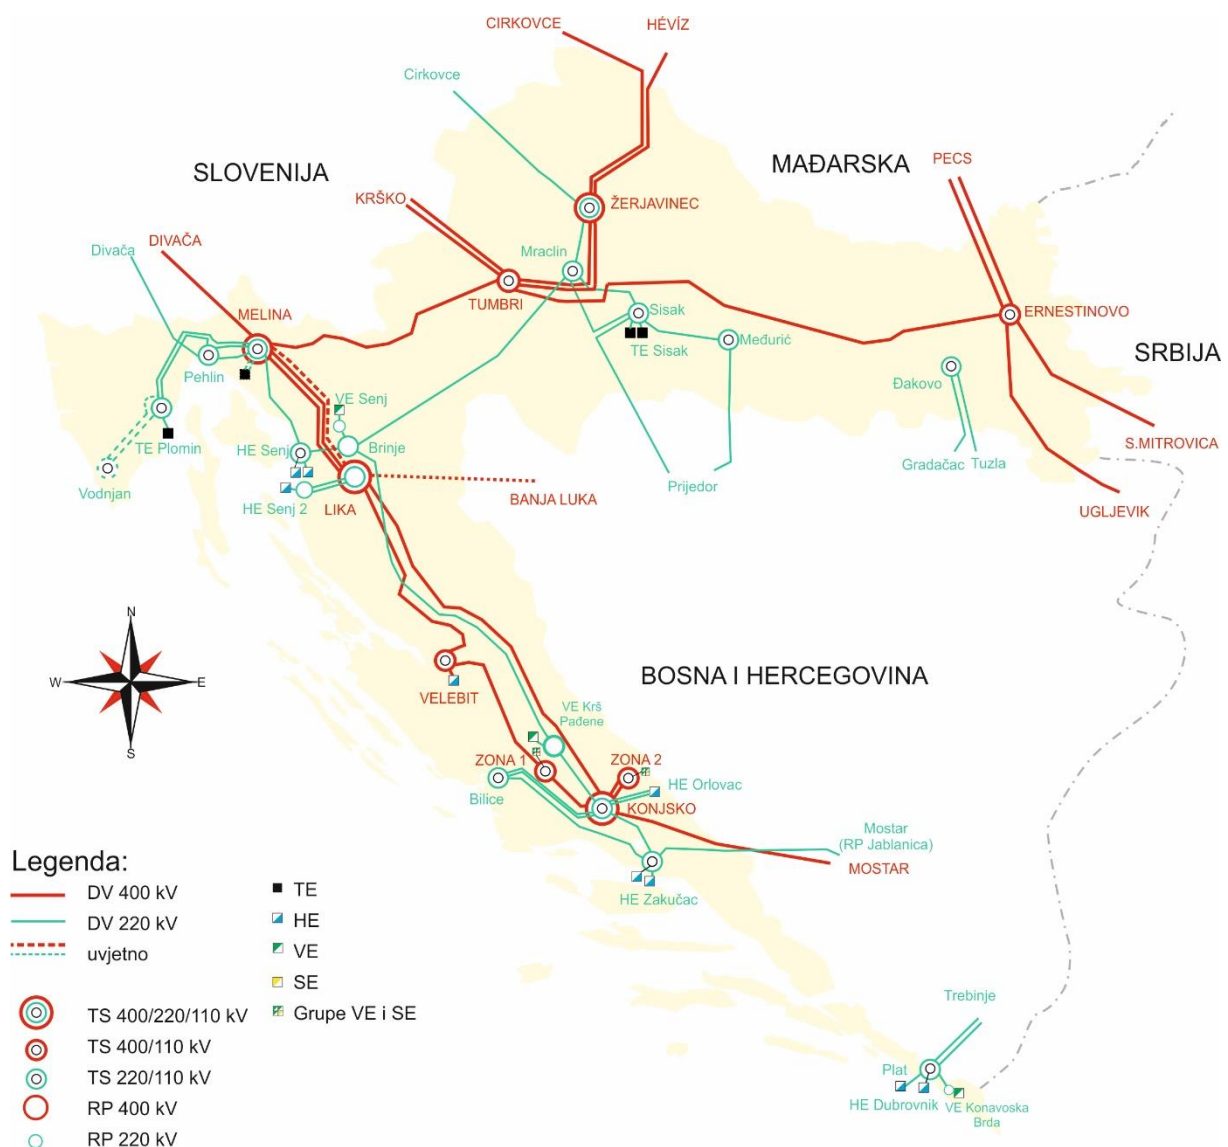 CIRKOVCE
HÉVÍZ
Cirkovce
SLOVENIJA
MAĐARSKA
PECS
KRŠKO
ŽERJAVINEC
DIVAČA
Divača
Mraclin
MELINA
TUMBRI
Sisak
ERNESTINOVO
TE Sisak
Međurić
SRBIJA
Pehlin
Đakovo
VE Senj
TE Plomin
HE Senj
Brinje
S.MITROVICA
Gradačac
Tuzla
Vodnjan
Prijedor
HE Senj 2
LIKA
BANJA LUKA
UGLJEVIK
N
W
E
S
BOSNA I HERCEGOVINA
VELEBIT
VE Krš
Pađene
ZONA 1
ZONA 2
HE Orlovac
Bilice
KONJSKO
Mostar
(RP Jablanica)
MOSTAR
HE Zakučac
Legenda:
DV 400 kV
DV 220 kV
uvjetno
TS 400/220/110 kV
TS 400/110 kV
TS 220/110 kV
RP 400 kV
RP 220 kV
TE
HE
VE
SE
Grupe VE i SE
Trebinje
Plat
HE Dubrovnik
VE Konavoska
Brda